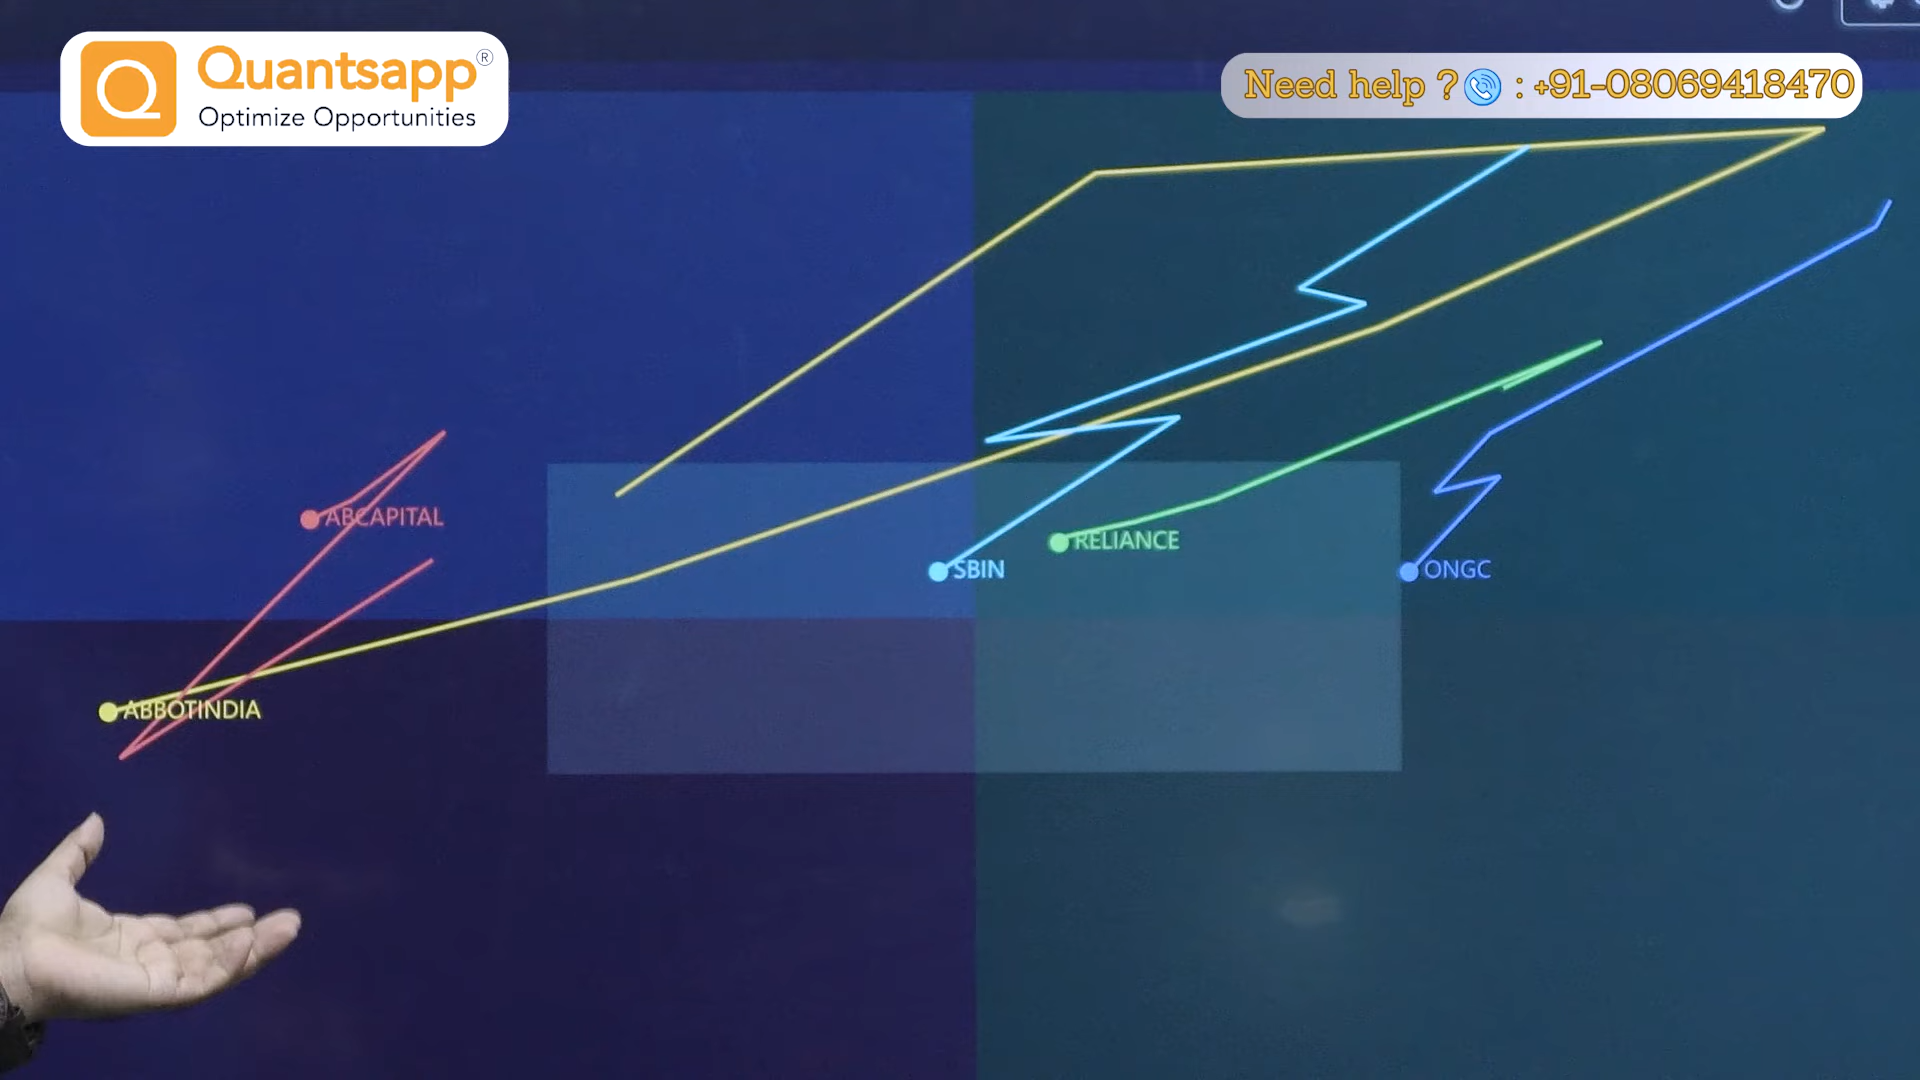 Quantsapp®
Optimize Opportunities
Need help ? : +91-08069418470
ABCAPITAL
RELIANCE
SBIN
ONGC
ABBOTINDIA